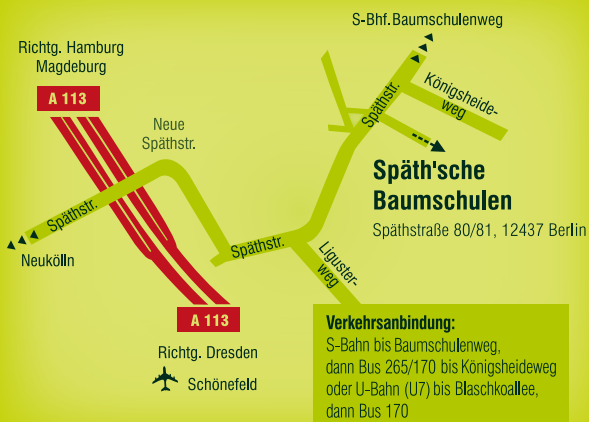 S-Bhf.Baumschulenweg
Richtg. Hamburg
Magdeburg
A 113
Neue
Späthstr.
Königsheide-
weg
Späthstr.
Späth'sche
Baumschulen
Späthstraße 80/81, 12437 Berlin
Späthstr.
Neukölln
Späthstr.
Liguster-
weg
A 113
Richtg. Dresden
Schönefeld
Verkehrsanbindung:
S-Bahn bis Baumschulenweg,
dann Bus 265/170 bis Königsheideweg
oder U-Bahn (U7) bis Blaschkoallee,
dann Bus 170